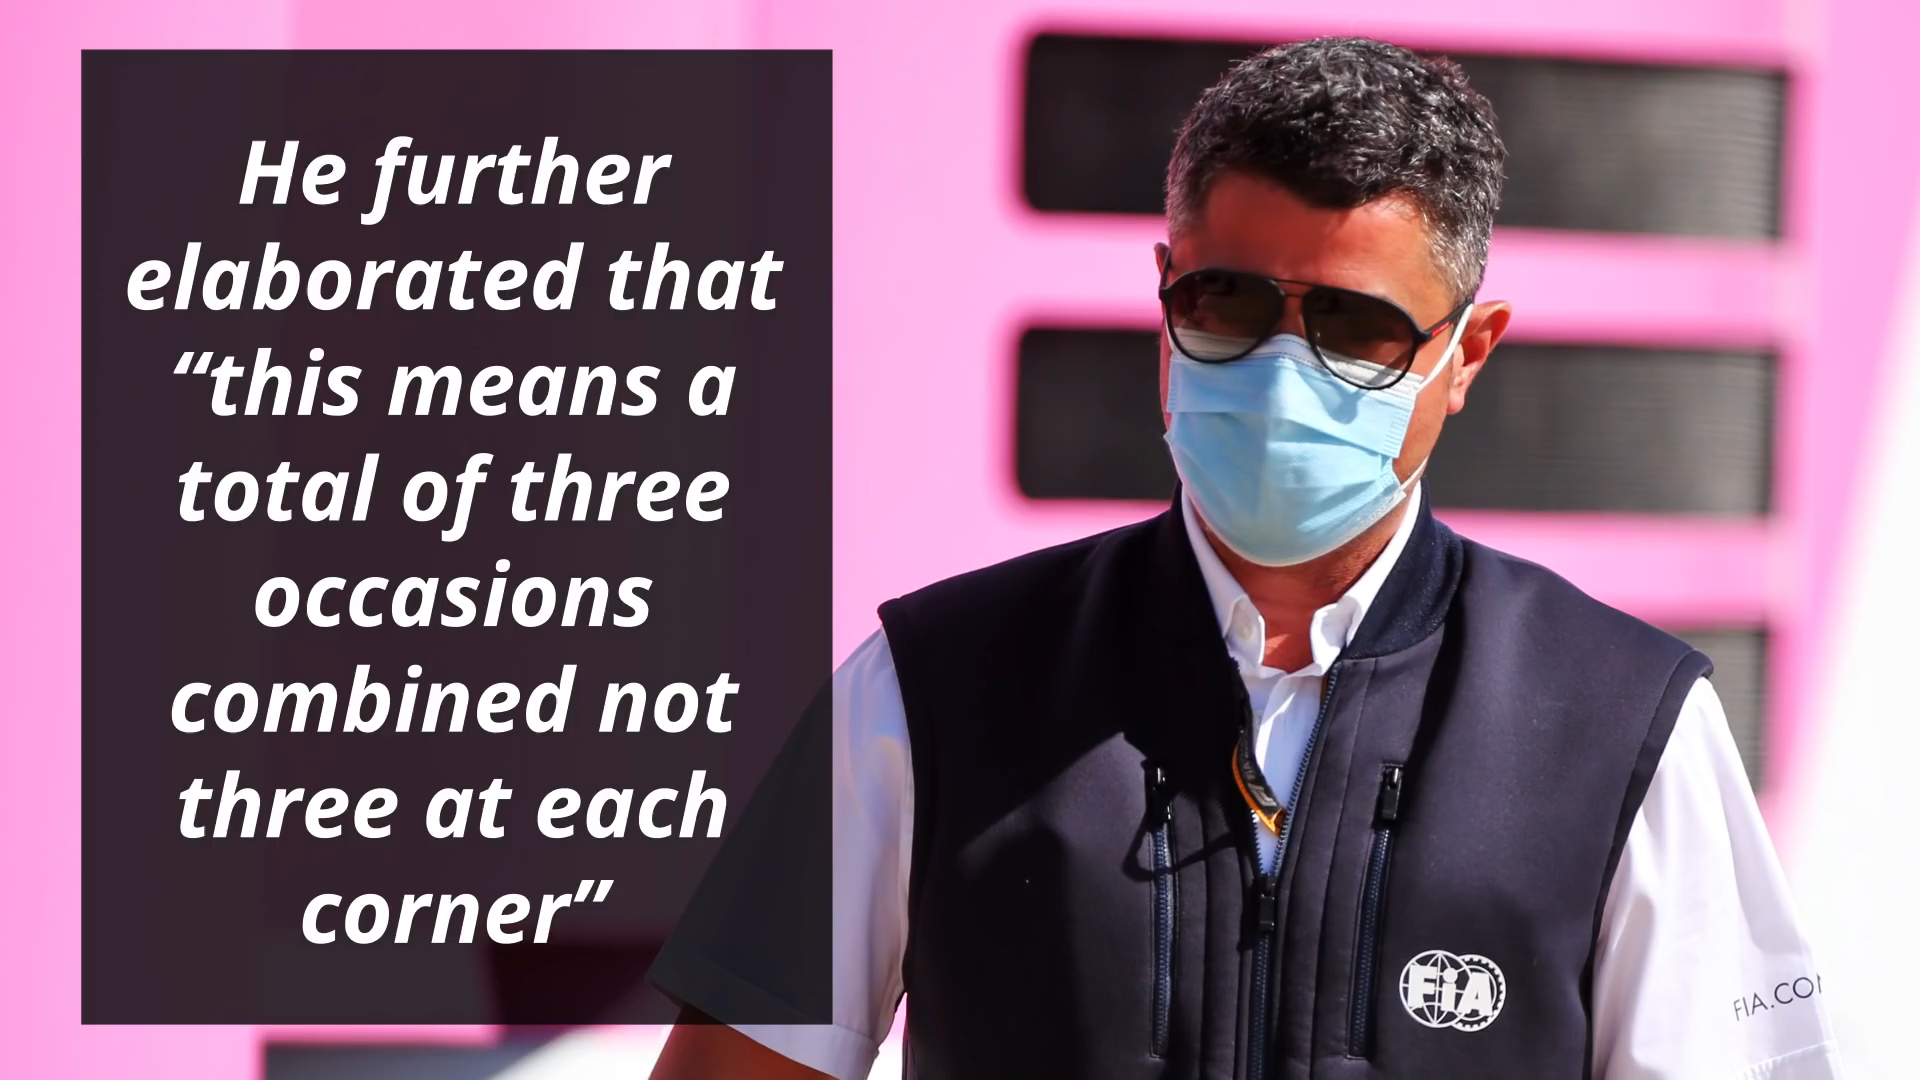 He further
elaborated that
“this means a
total of three
occasions
combined not
three at each
corner”
FiA
FIA.CO